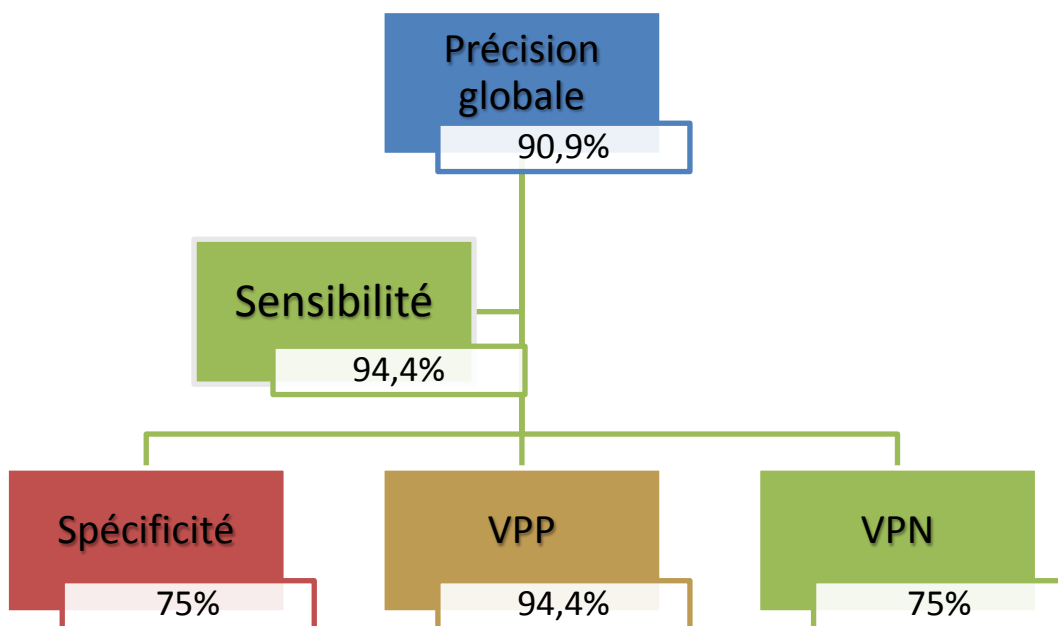 Précision
globale
90,9%
Sensibilité
94,4%
Spécificité
75%
VPP
94,4%
VPN
75%